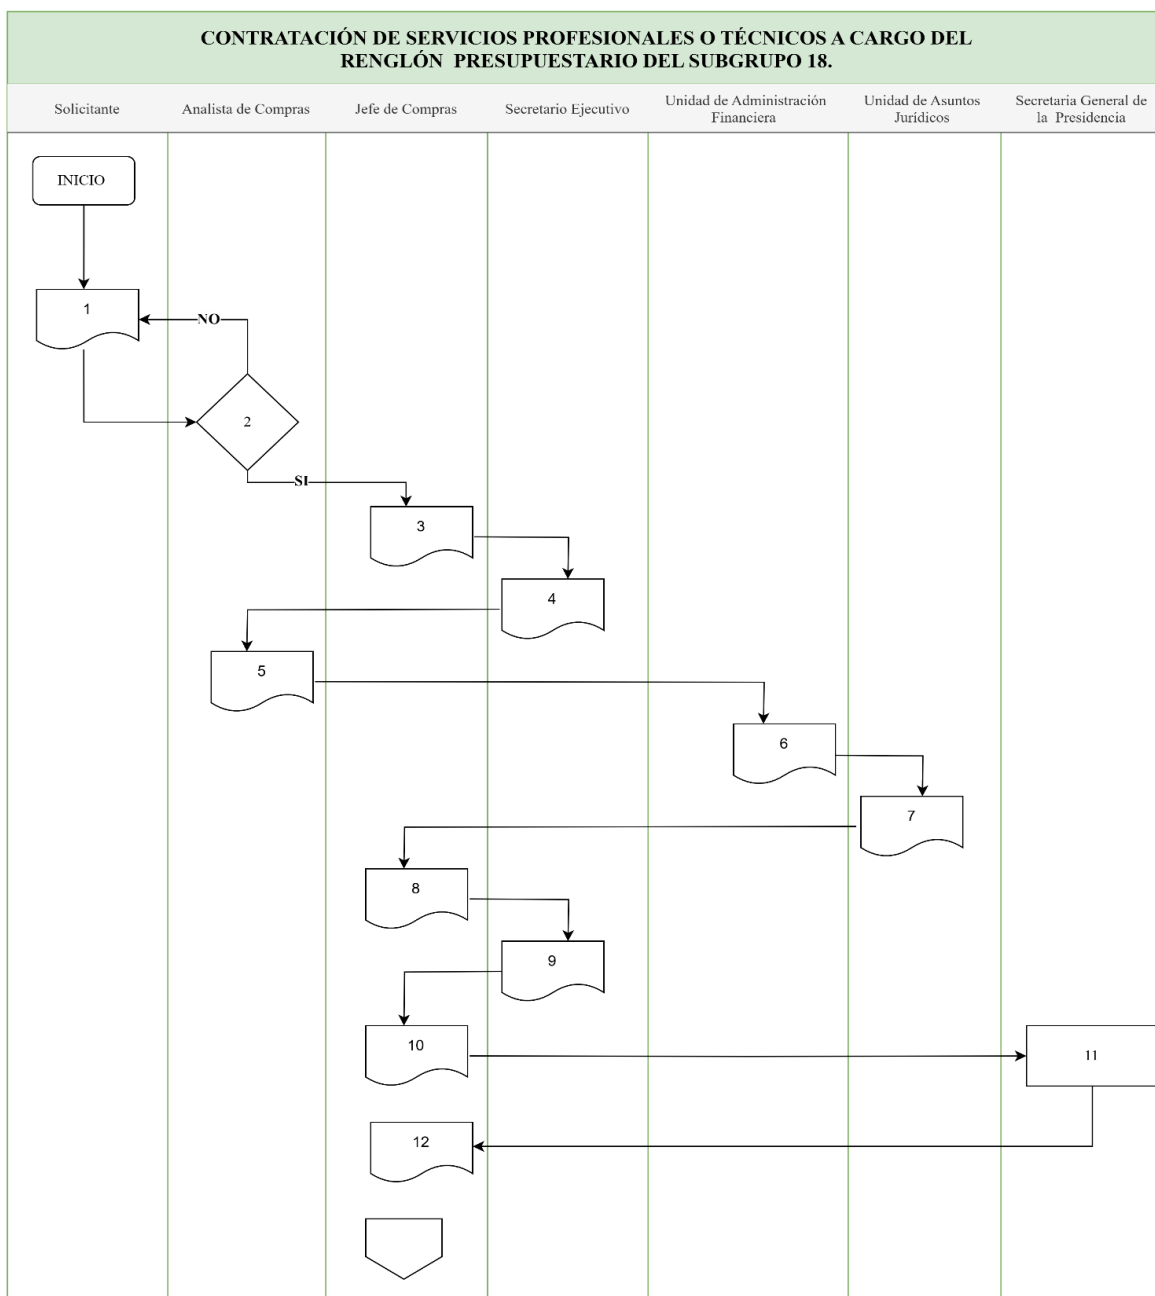 CONTRATACIÓN DE SERVICIOS PROFESIONALES O TÉCNICOS A CARGO DEL
RENGLÓN PRESUPUESTARIO DEL SUBGRUPO 18.
Solicitante
Analista de Compras
Jefe de Compras
Secretario Ejecutivo
Unidad de Administración
Financiera
Unidad de Asuntos
Jurídicos
Secretaria General de
la Presidencia
INICIO
1
NO
2
SI
3
4
5
6
7
8
9
10
11
12